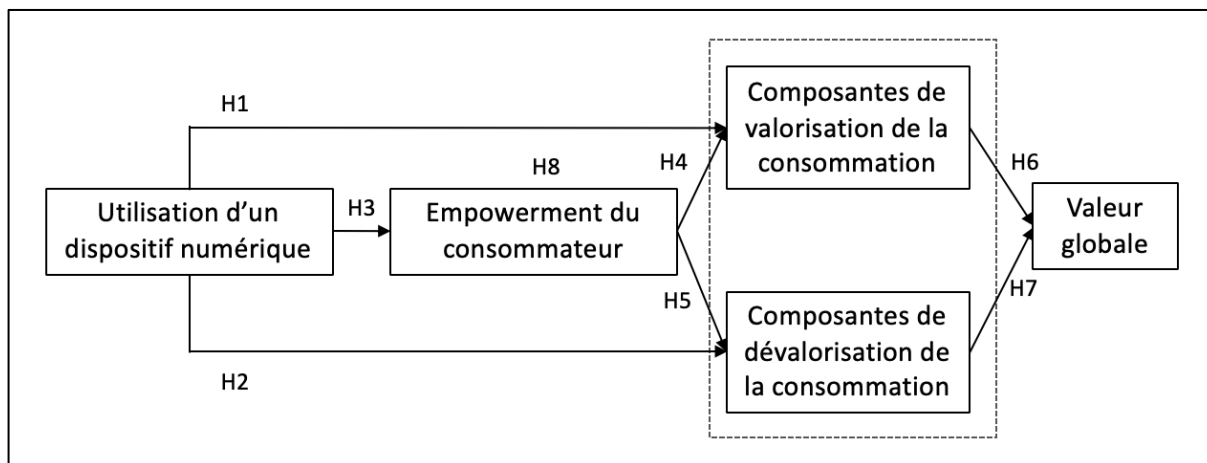 H1
Composantes de
valorisation de la
consommation
H8
H4
H6
Utilisation d’un
dispositif numérique
H3
Empowerment du
consommateur
Valeur
globale
H5
H7
Composantes de
dévalorisation de
la consommation
H2